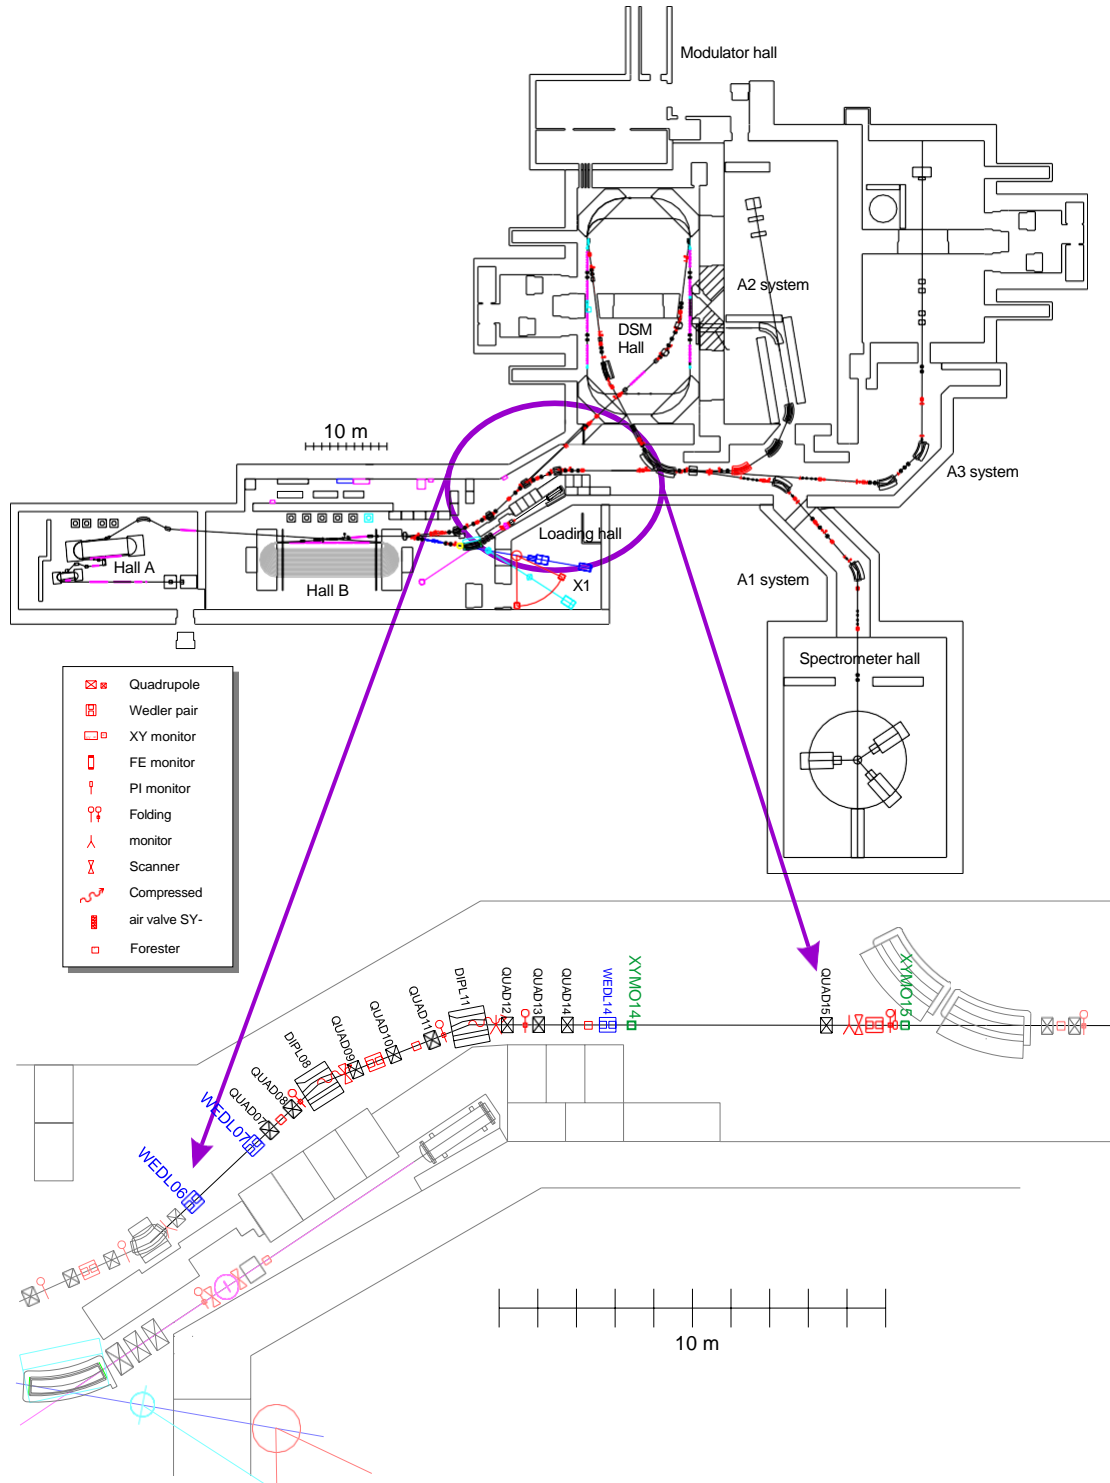 Modulator hall
A2 system
DSM
Hall
10 m
A3 system
Loading hall
Hall A
Hall B
X1
A1 system
Spectrometer hall
Quadrupole
Wedler pair
XY monitor
FE monitor
PI monitor
Folding
monitor
Scanner
Compressed
air valve SY-
Forester
WEDL06
WEDL07
QUAD07
QUAD08
DIPL08
QUAD09
QUAD10
QUAD11
DIPL11
QUAD12
QUAD13
QUAD14
WEDL14
XYMO14
QUAD15
XYMO15
10 m